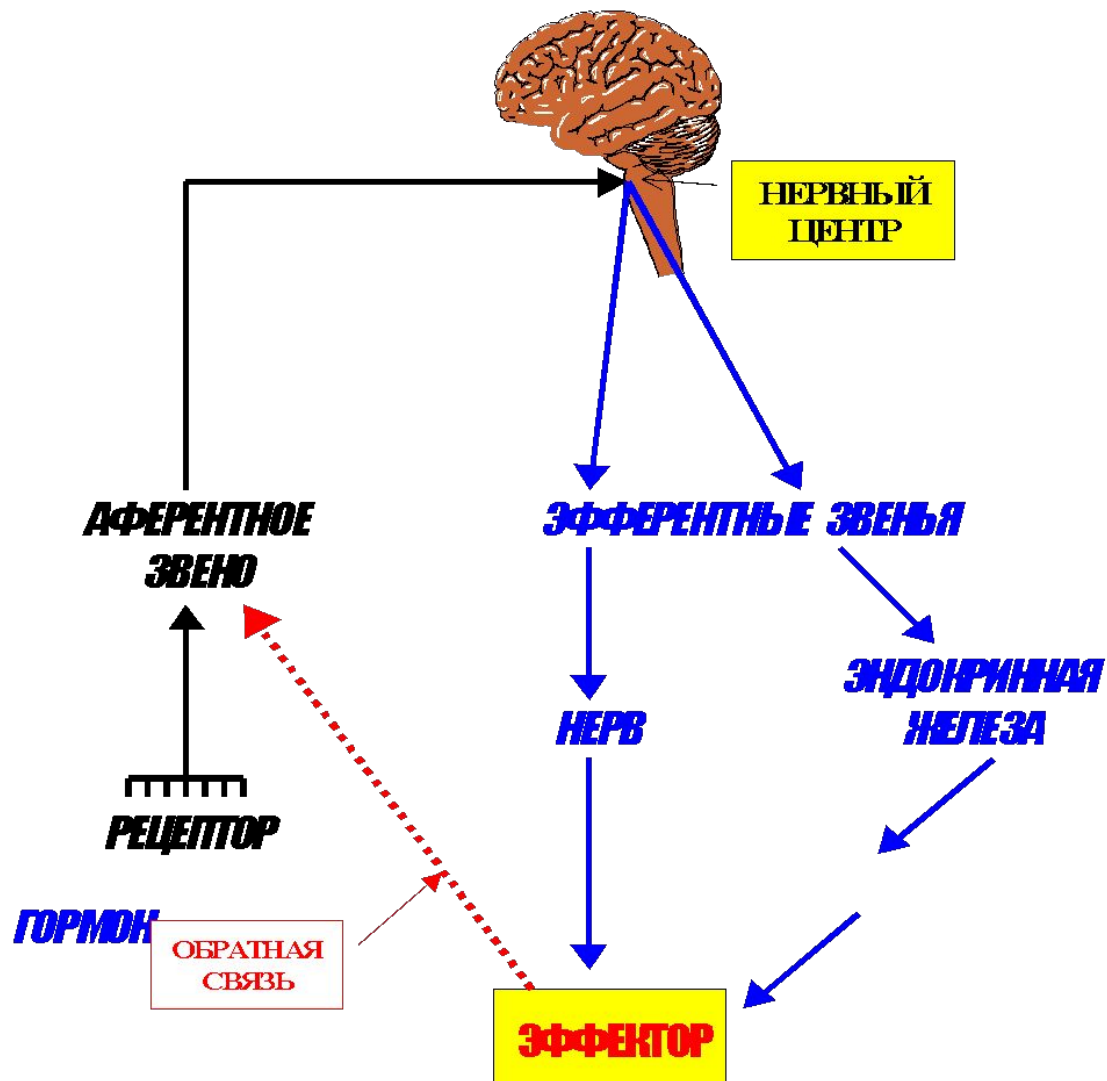 НЕРВНЫЙ
ЦЕНТР
АФЕРЕНТНОЕ
ЗВЕНО
ЭФФЕРЕНТНЫЕ ЗВЕНЬЯ
НЕРВ
ЭНДОКРИННАЯ
ЖЕЛЕЗА
РЕЦЕПТОР
ГОРМОН
ОБРАТНАЯ
СВЯЗЬ
ЭФФЕКТОР